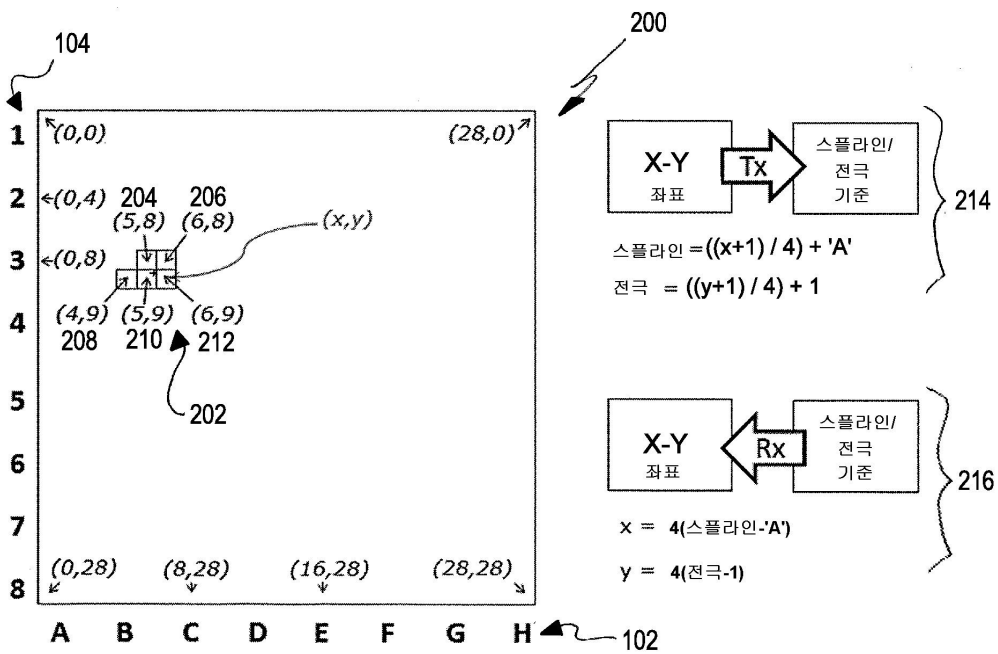 200
104
1 (0,0) (28,0)
2 (0,4) 204 206
(5,8) (6,8) (x,y)
3 (0,8)
4 (4,9) (5,9) (6,9)
208 210 212
5 202
6
7
(0,28) (8,28) (16,28) (28,28)
8
A B C D E F G H 102
X-Y
좌표
Tx
스플라인/
전극
기준
214
스플라인 =((x+1) / 4) + 'A'
전극 = ((y+1) / 4) + 1
X-Y
좌표
Rx
스플라인/
전극
기준
216
x = 4(스플라인-'A')
y = 4(전극-1)